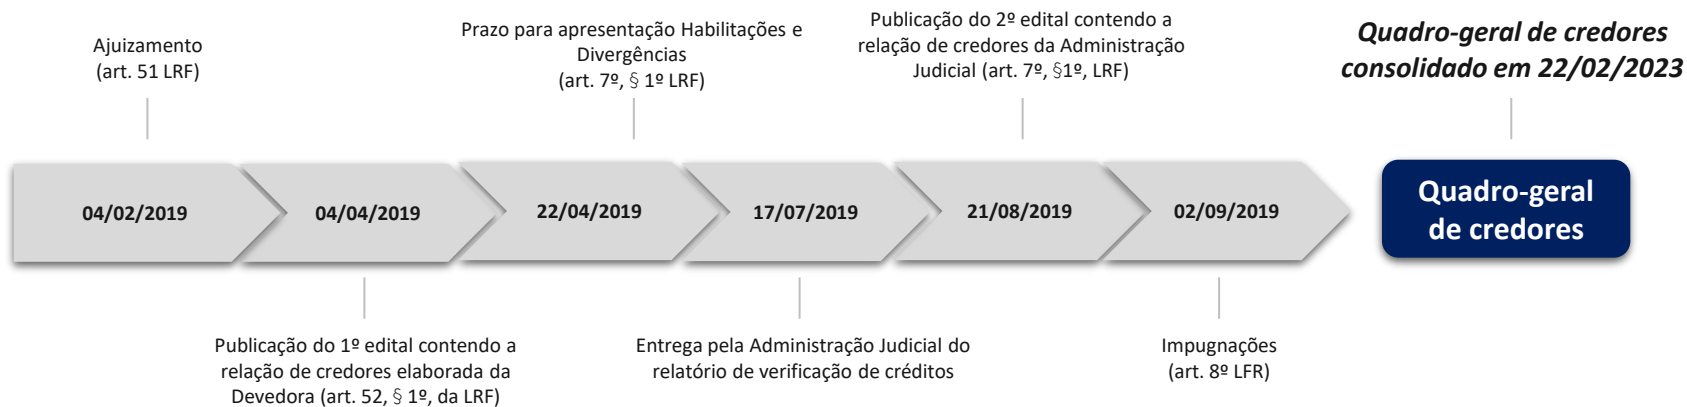 Ajuizamento
(art. 51 LRF)
Prazo para apresentação Habilitações e
Divergências
(art. 7º, § 1º LRF)
Publicação do 2º edital contendo a
relação de credores da Administração
Judicial (art. 7º, §1º, LRF)
Quadro-geral de credores
consolidado em 22/02/2023
04/02/2019
04/04/2019
22/04/2019
17/07/2019
21/08/2019
02/09/2019
Quadro-geral
de credores
Publicação do 1º edital contendo a
relação de credores elaborada da
Devedora (art. 52, § 1º, da LRF)
Entrega pela Administração Judicial do
relatório de verificação de créditos
Impugnações
(art. 8º LFR)